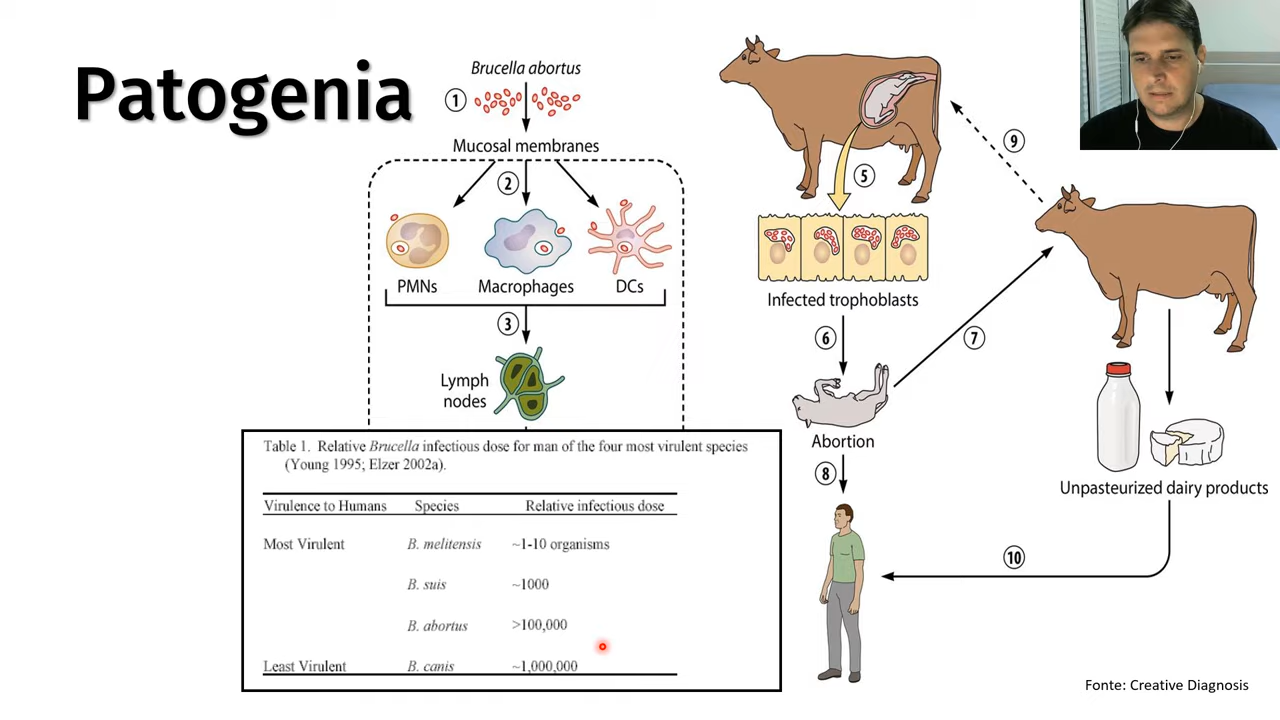 Patogenia
Brucella abortus
1
Mucosal membranes
2
PMNs
Macrophages
DCs
3
Lymph
nodes
Table 1. Relative Brucella infectious dose for man of the four most virulent species
(Young 1995; Elzer 2002a).
Virulence to Humans Species Relative infectious dose
Most Virulent B. melitensis ~1-10 organisms
B. suis ~1000
B. abortus >100,000
Least Virulent B. canis ~1,000,000
5
Infected trophoblasts
6
Abortion
7
8
9
Unpasteurized dairy products
10
Fonte: Creative Diagnosis